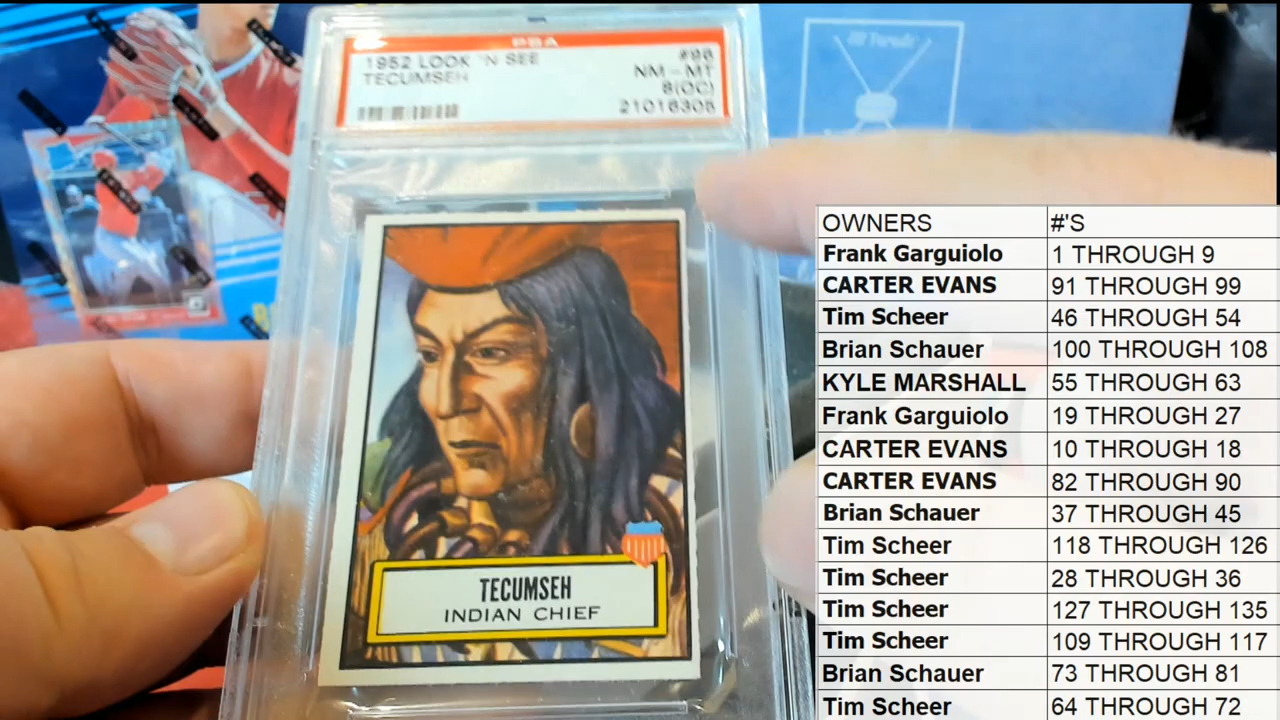 PSA
1952 LOOK 'N SEE #96
TECUMSEH NM - MT
8(OC)
21016305
TECUMSEH
INDIAN CHIEF
OWNERS #'S
Frank Garguiolo 1 THROUGH 9
CARTER EVANS 91 THROUGH 99
Tim Scheer 46 THROUGH 54
Brian Schauer 100 THROUGH 108
KYLE MARSHALL 55 THROUGH 63
Frank Garguiolo 19 THROUGH 27
CARTER EVANS 10 THROUGH 18
CARTER EVANS 82 THROUGH 90
Brian Schauer 37 THROUGH 45
Tim Scheer 118 THROUGH 126
Tim Scheer 28 THROUGH 36
Tim Scheer 127 THROUGH 135
Tim Scheer 109 THROUGH 117
Brian Schauer 73 THROUGH 81
Tim Scheer 64 THROUGH 72